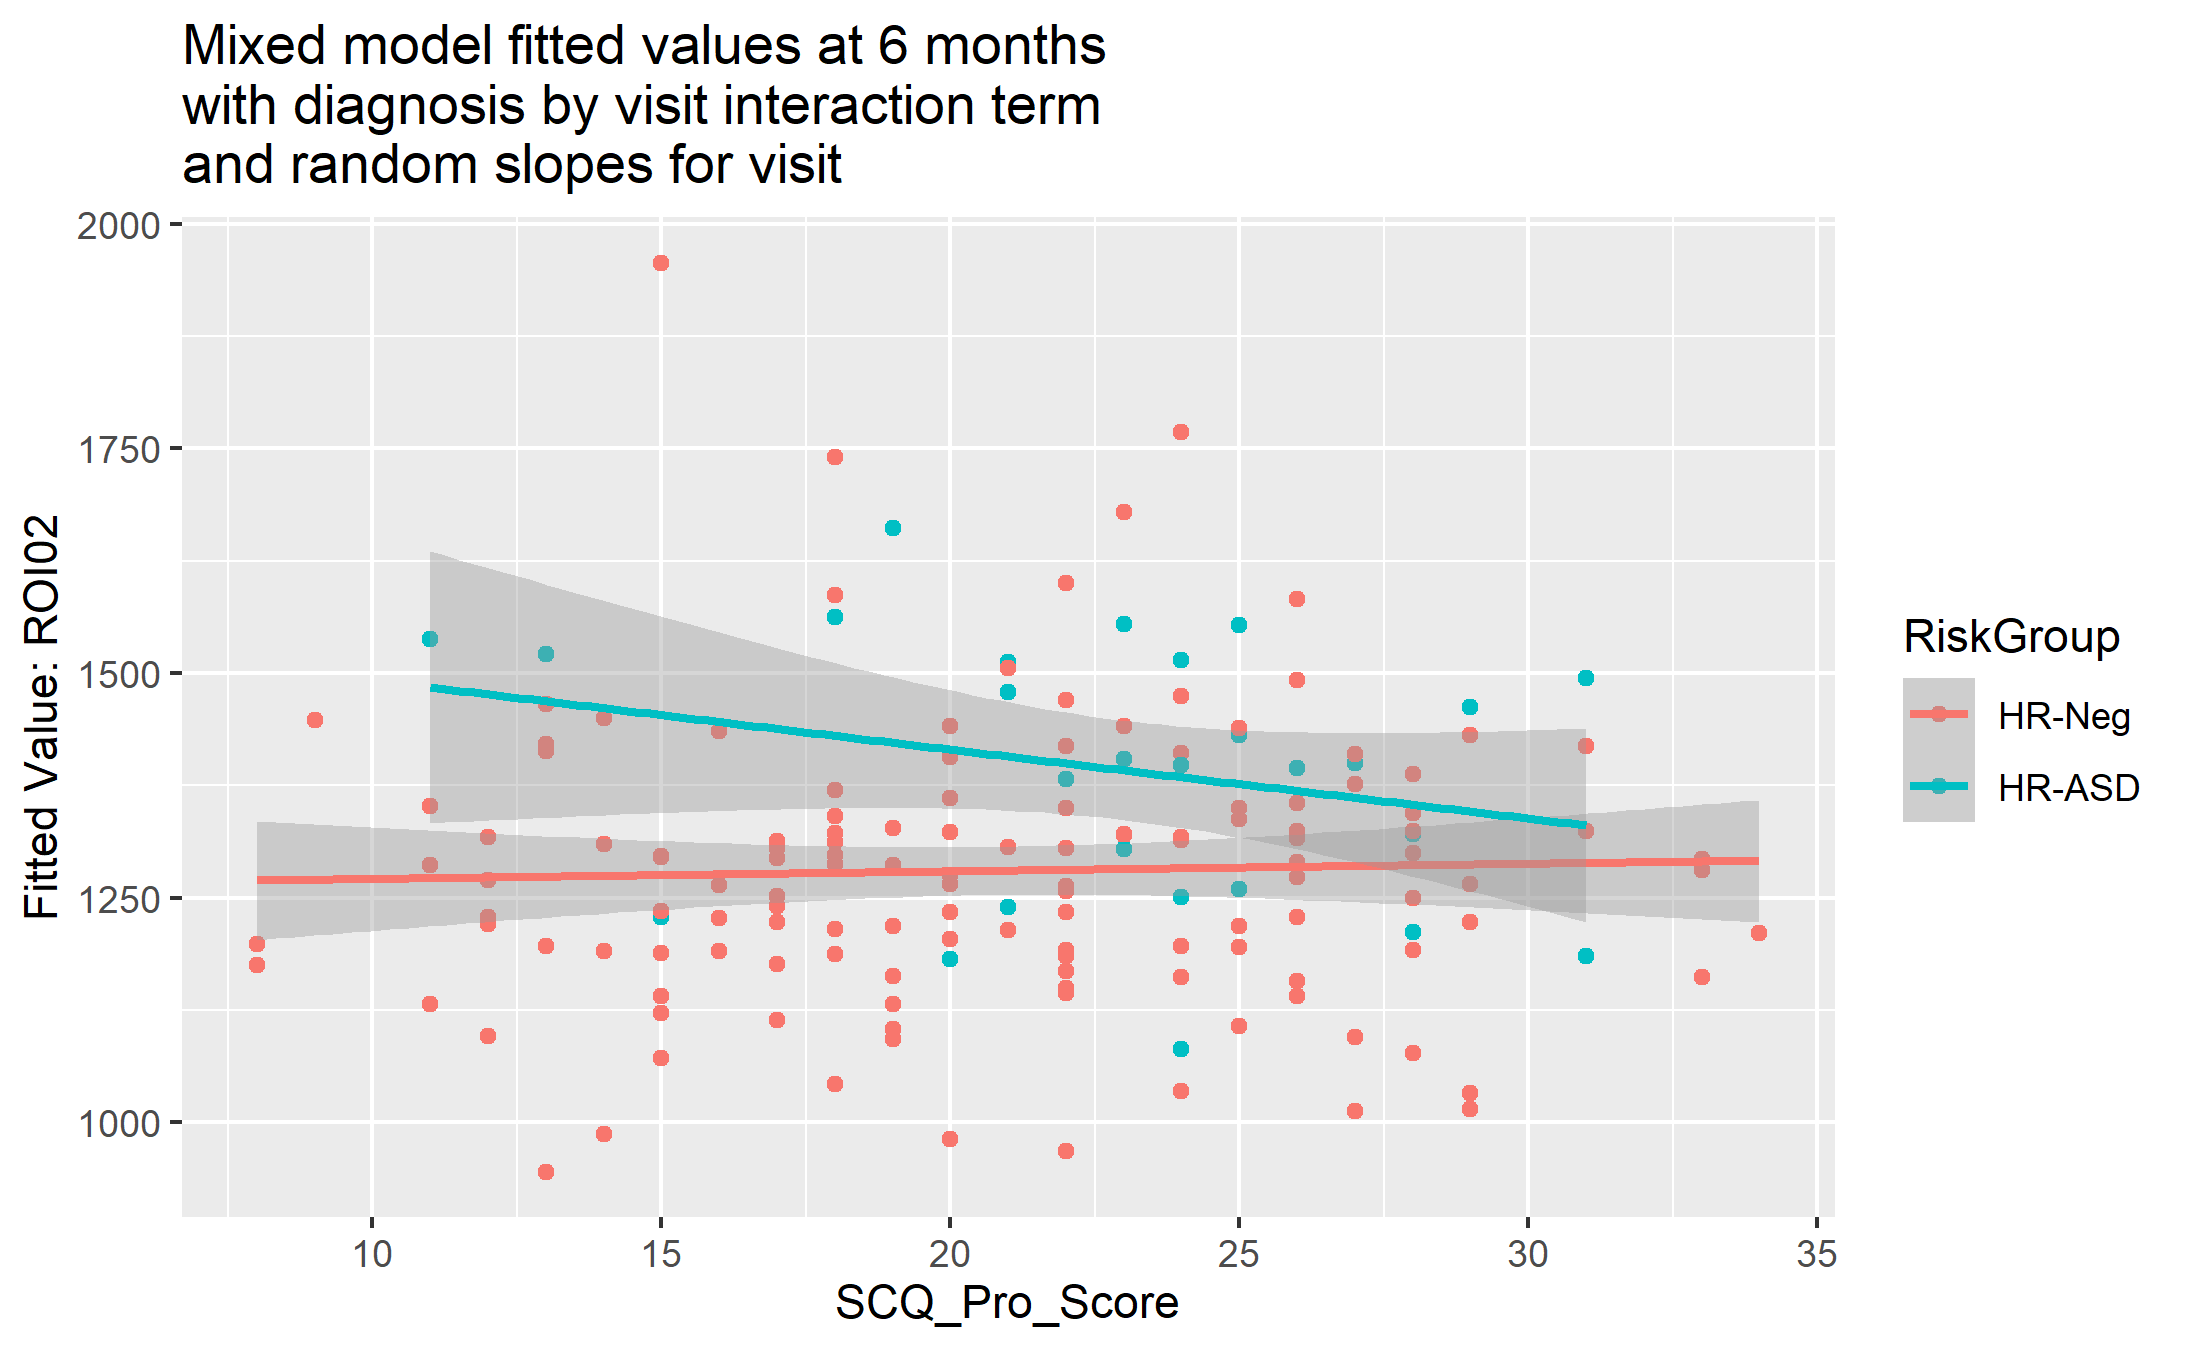 Mixed model fitted values at 6 months
with diagnosis by visit interaction term
and random slopes for visit
Fitted Value: ROI02
2000
1750
1500
1250
1000
10 15 20 25 30 35
SCQ_Pro_Score
RiskGroup
HR-Neg
HR-ASD